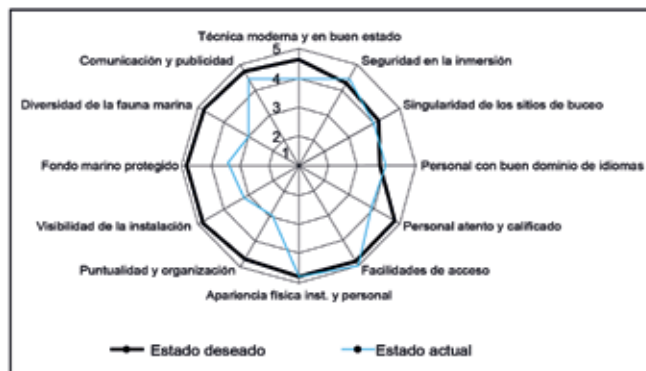 Técnica moderna y en buen estado
5
Comunicación y publicidad
Seguridad en la inmersión
4
Diversidad de la fauna marina
3
Singularidad de los sitios de buceo
2
1
Fondo marino protegido
Personal con buen dominio de idiomas
Visibilidad de la instalación
Personal atento y calificado
Puntualidad y organización
Facilidades de acceso
Apariencia física inst. y personal
Estado deseado
Estado actual